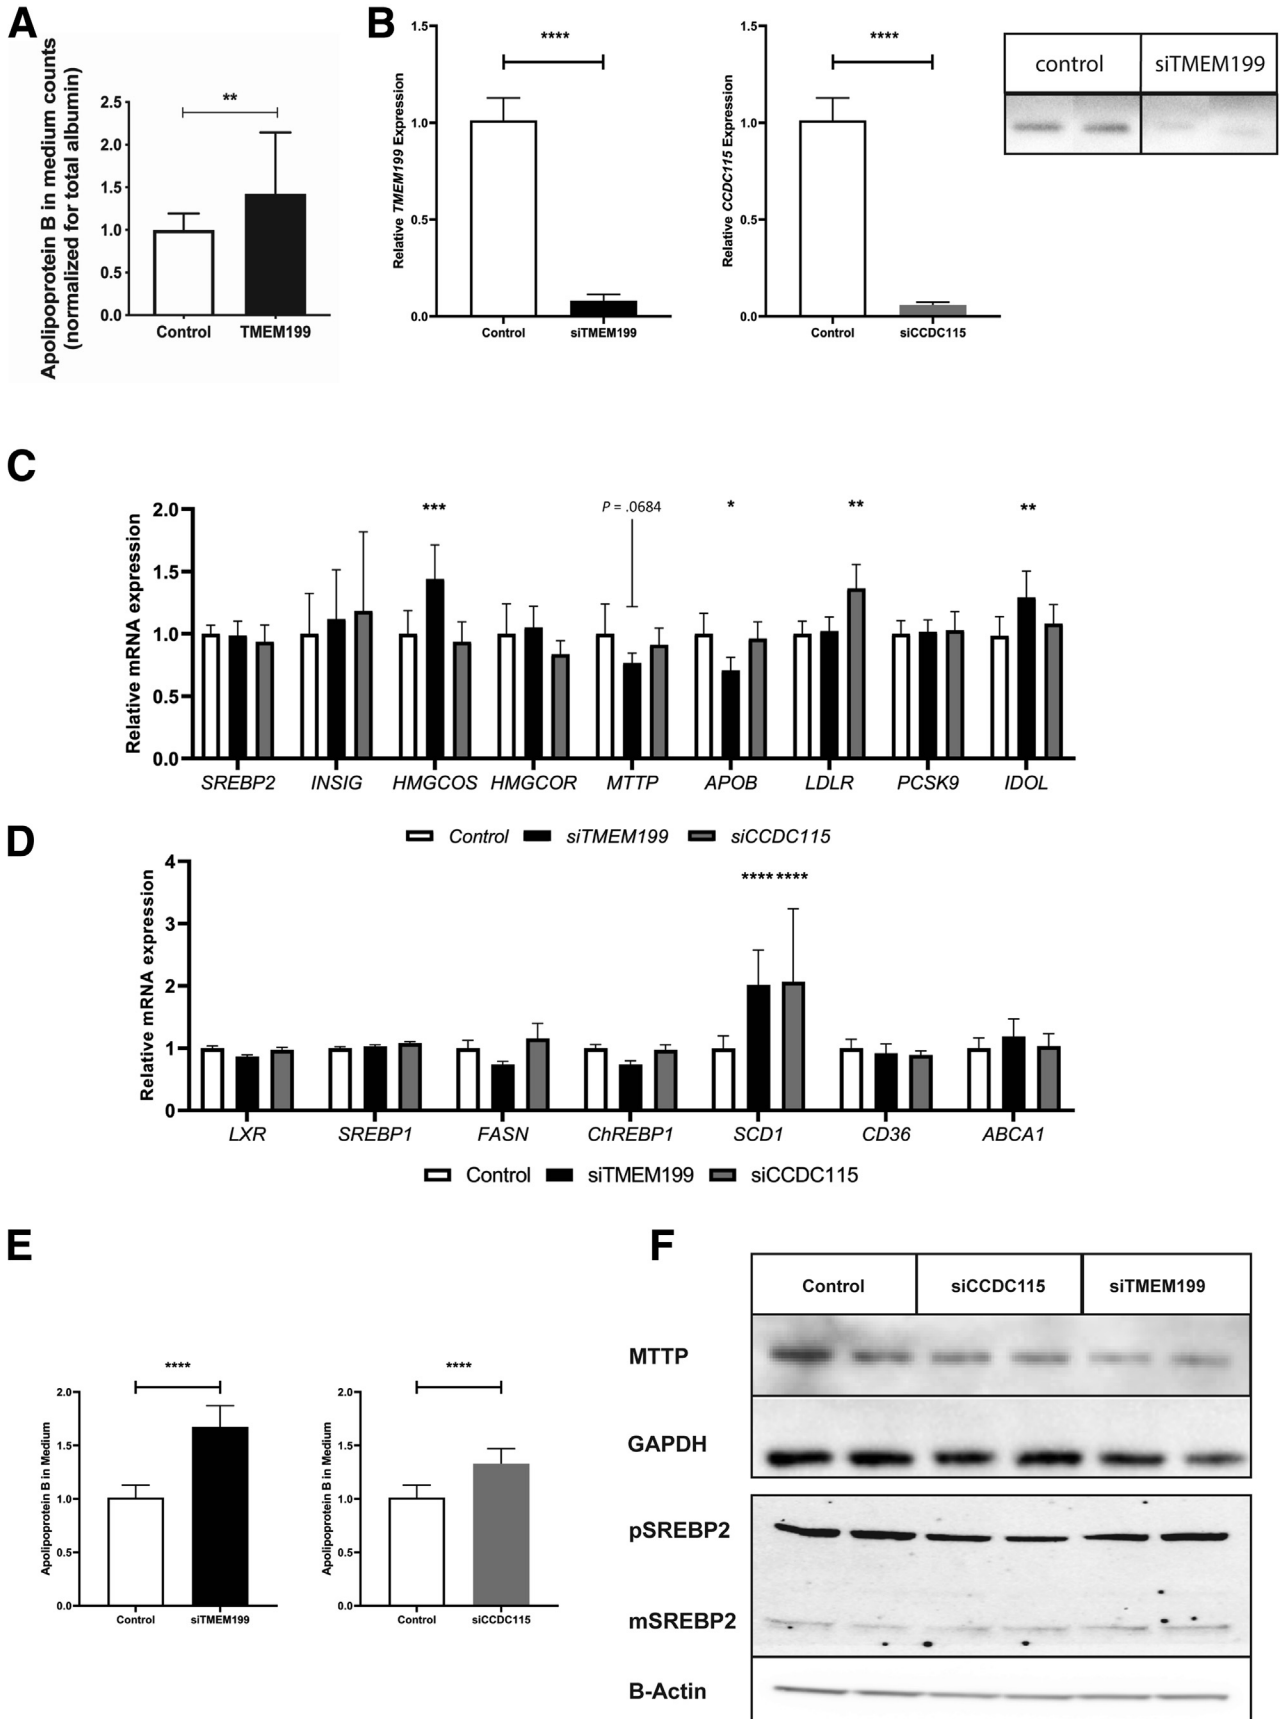 A
Apolipoprotein B in medium counts
(normalized for total albumin)
2.5
2.0
1.5
1.0
0.5
0.0
**
Control
TMEM199
B
Relative TMEM199 Expression
1.5
1.0
0.5
0.0
****
Control
siTMEM199
Relative CCDC115 Expression
1.5
1.0
0.5
0.0
****
Control
siCCDC115
control
siTMEM199
C
Relative mRNA expression
2.0
1.5
1.0
0.5
0.0
***
P = .0684
*
**
**
SREBP2
INSIG
HMGCOS
HMGCOR
MTTP
APOB
LDLR
PCSK9
IDOL
Control
siTMEM199
siCCDC115
D
Relative mRNA expression
4
3
2
1
0
****
****
LXR
SREBP1
FASN
ChREBP1
SCD1
CD36
ABCA1
Control
siTMEM199
siCCDC115
E
Apolipoprotein B in Medium
2.0
1.5
1.0
0.5
0.0
****
Control
siTMEM199
Apolipoprotein B in Medium
2.0
1.5
1.0
0.5
0.0
****
Control
siCCDC115
F
Control
siCCDC115
siTMEM199
MTTP
GAPDH
pSREBP2
mSREBP2
B-Actin